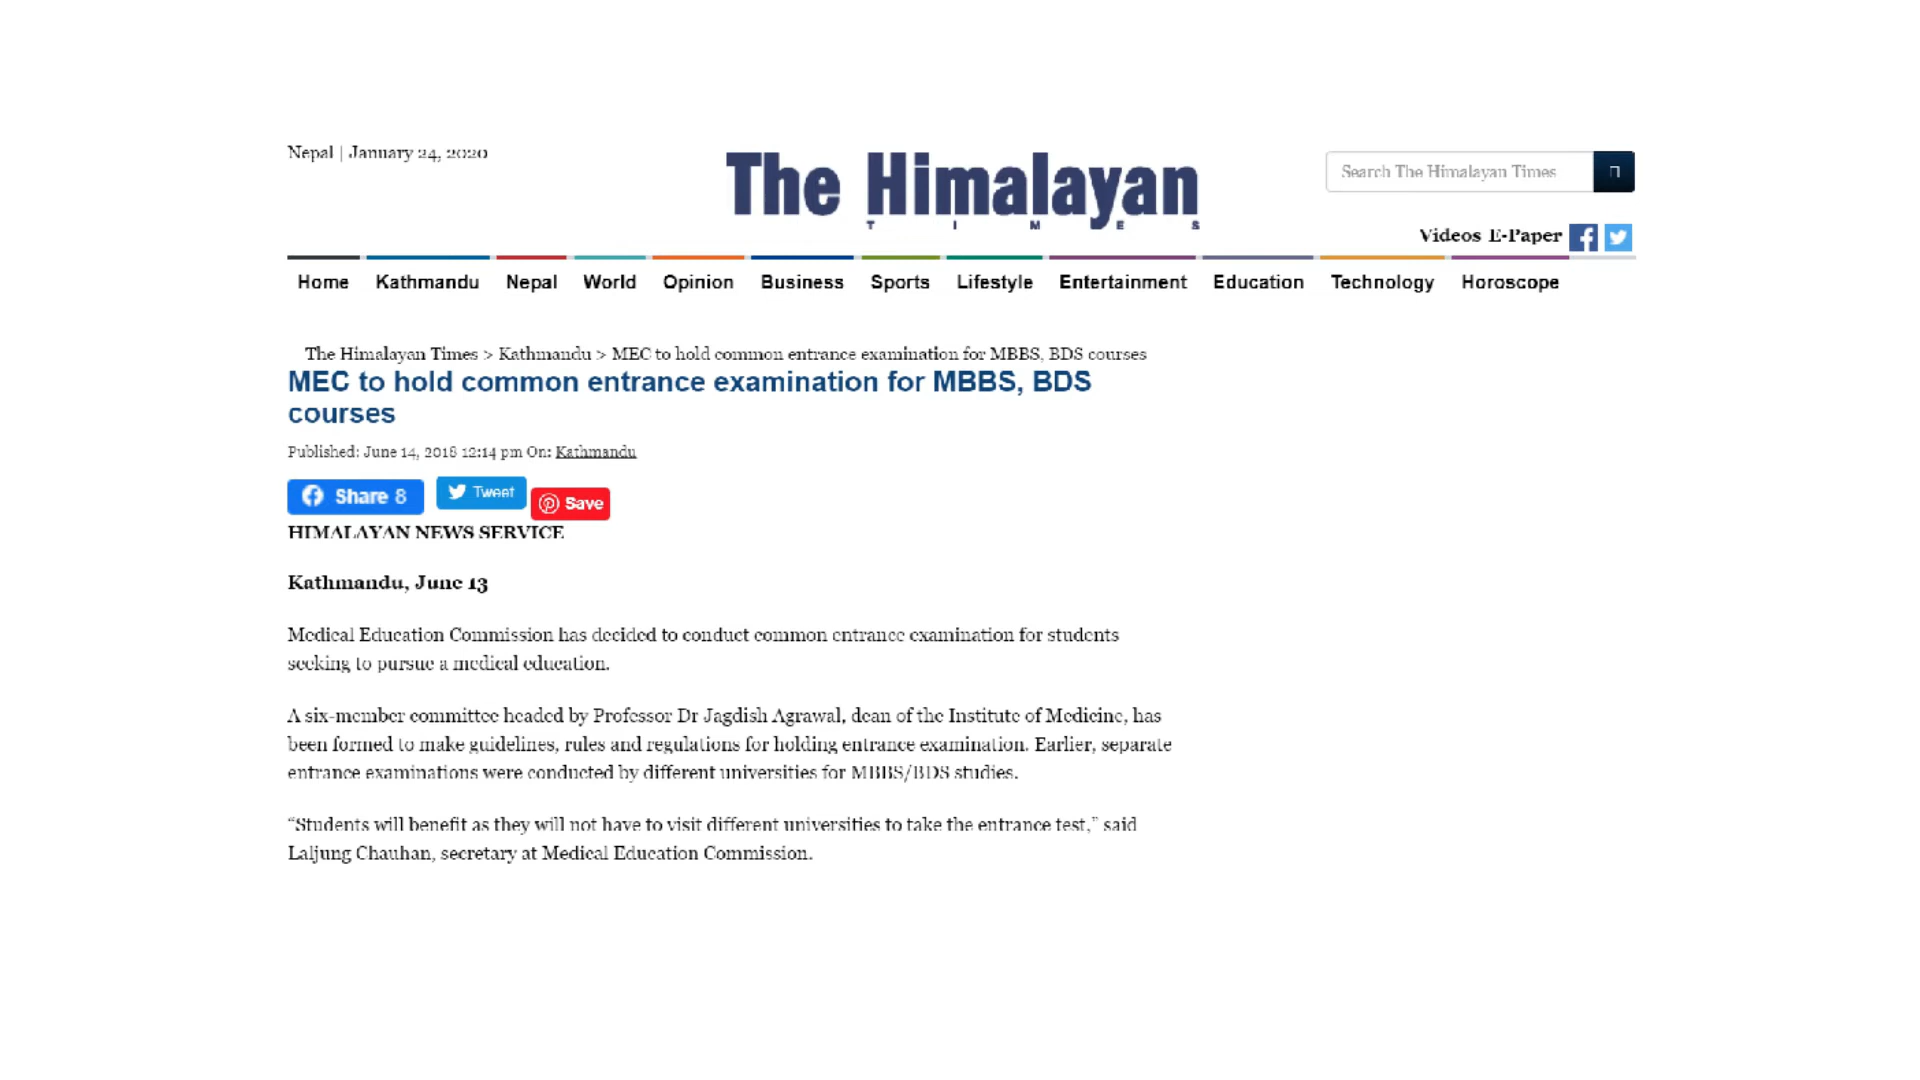 Nepal | January 24, 2020
The Himalayan
TIMES
Search The Himalayan Times
Videos E-Paper
Home Kathmandu Nepal World Opinion Business Sports Lifestyle Entertainment Education Technology Horoscope
The Himalayan Times > Kathmandu > MEC to hold common entrance examination for MBBS, BDS courses
MEC to hold common entrance examination for MBBS, BDS
courses
Published: June 14, 2018 12:14 pm On: Kathmandu
Share 8 Tweet Save
HIMALAYAN NEWS SERVICE
Kathmandu, June 13
Medical Education Commission has decided to conduct common entrance examination for students
seeking to pursue a medical education.
A six-member committee headed by Professor Dr Jagdish Agrawal, dean of the Institute of Medicine, has
been formed to make guidelines, rules and regulations for holding entrance examination. Earlier, separate
entrance examinations were conducted by different universities for MBBS/BDS studies.
“Students will benefit as they will not have to visit different universities to take the entrance test,” said
Laljung Chauhan, secretary at Medical Education Commission.